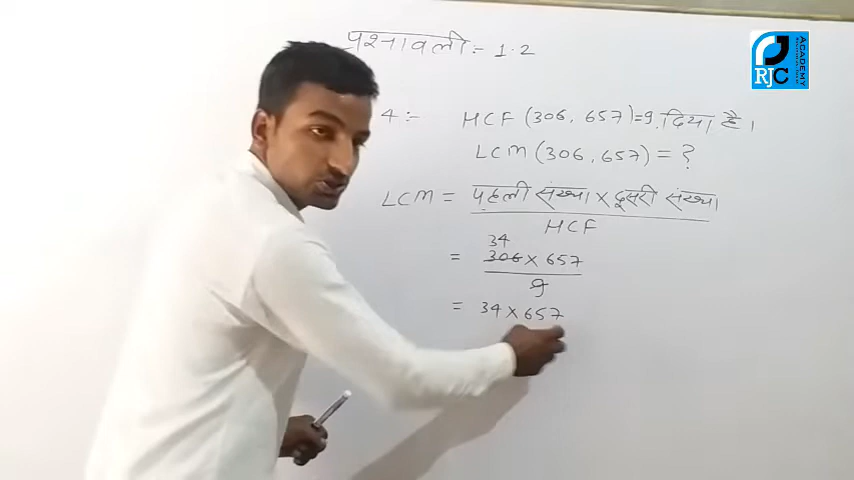 प्रश्नावली :- 1.2
RJC
ACADEMY
4 :- HCF (306, 657) = 9. दिया है।
LCM (306, 657) = ?
LCM = पहली संख्या × दूसरी संख्या
HCF
34
= 306 × 657
9
= 34 × 657